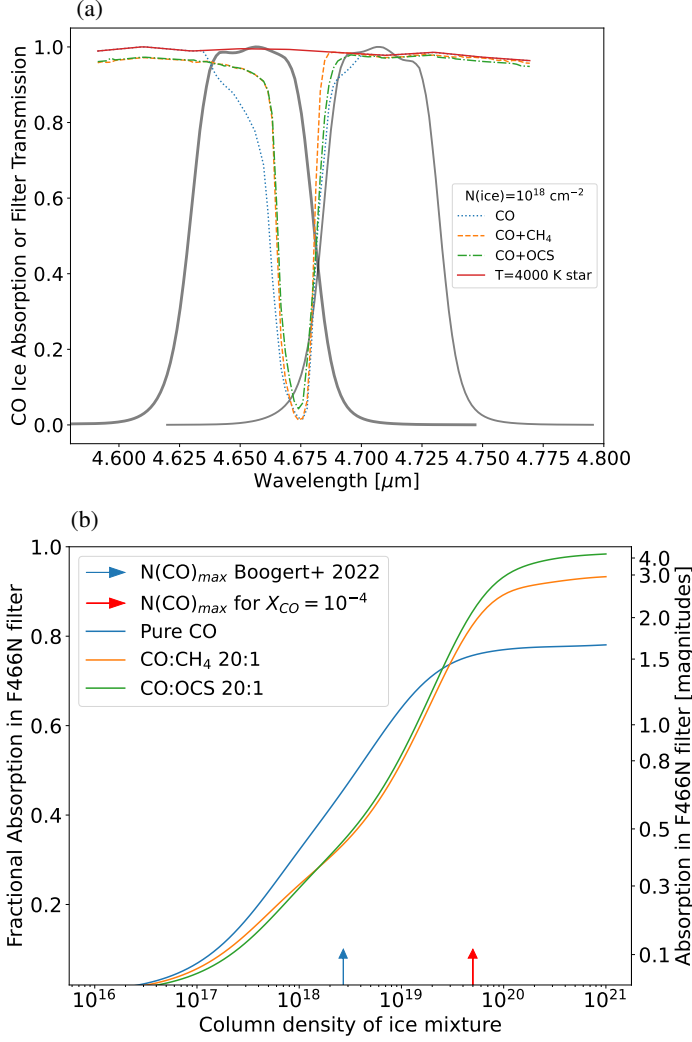 (a)
1.0
0.8
0.6
0.4
0.2
0.0
CO Ice Absorption or Filter Transmission
N(ice)=10¹⁸ cm⁻²
CO
CO+CH₄
CO+OCS
T=4000 K star
4.600 4.625 4.650 4.675 4.700 4.725 4.750 4.775 4.800
Wavelength [μm]
(b)
1.0
0.8
0.6
0.4
0.2
Fractional Absorption in F466N filter
N(CO)ₘₐₓ Boogert+ 2022
N(CO)ₘₐₓ for X_CO = 10⁻⁴
Pure CO
CO:CH₄ 20:1
CO:OCS 20:1
4.0
3.0
2.0
1.5
1.0
0.8
0.5
0.3
0.1
Absorption in F466N filter [magnitudes]
10¹⁶ 10¹⁷ 10¹⁸ 10¹⁹ 10²⁰ 10²¹
Column density of ice mixture